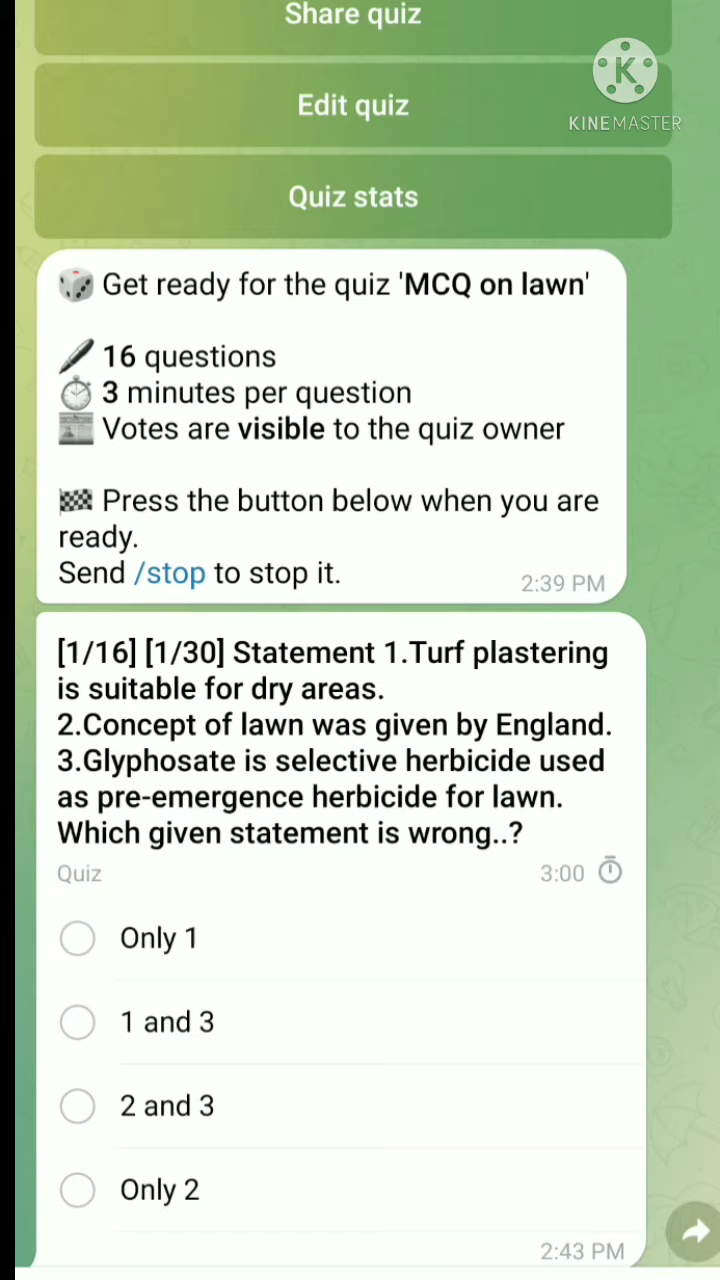 Share quiz
Edit quiz
KINEMASTER
Quiz stats
Get ready for the quiz 'MCQ on lawn'
16 questions
3 minutes per question
Votes are visible to the quiz owner
Press the button below when you are
ready.
Send /stop to stop it.
2:39 PM
[1/16] [1/30] Statement 1.Turf plastering
is suitable for dry areas.
2.Concept of lawn was given by England.
3.Glyphosate is selective herbicide used
as pre-emergence herbicide for lawn.
Which given statement is wrong..?
Quiz
3:00
Only 1
1 and 3
2 and 3
Only 2
2:43 PM